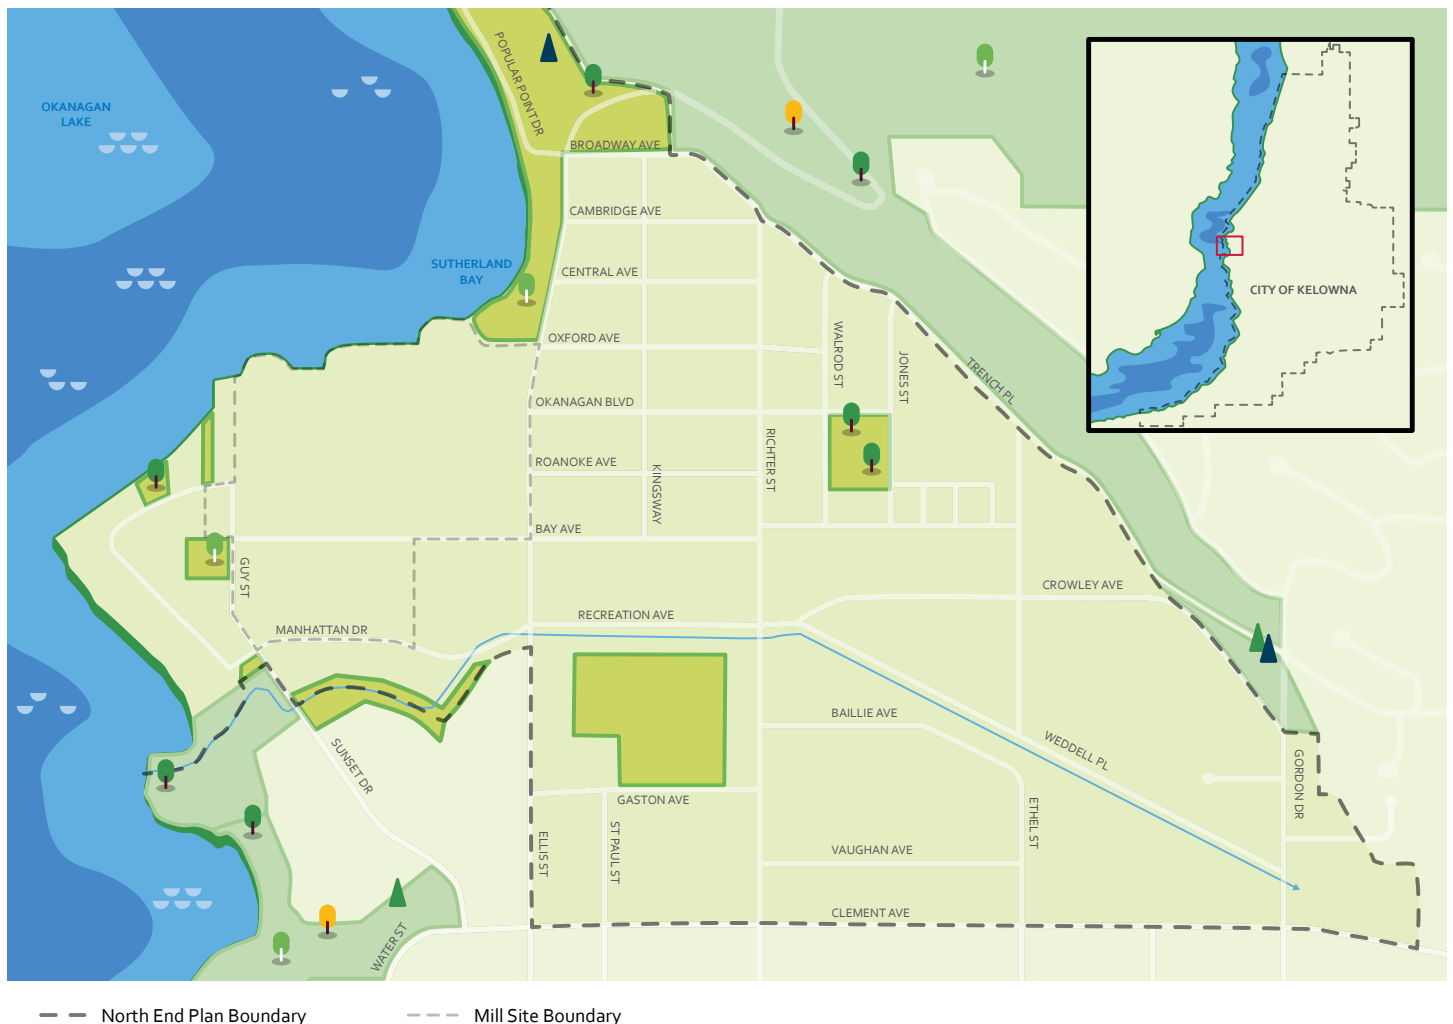 POPULAR POINT DR
OKANAGAN
LAKE
BROADWAY AVE
CAMBRIDGE AVE
SUTHERLAND
BAY
CENTRAL AVE
CITY OF KELOWNA
OXFORD AVE
WALROD ST
JONES ST
TRENCH PL
OKANAGAN BLVD
RICHTER ST
ROANOKE AVE
KINGSWAY
BAY AVE
GUY ST
CROWLEY AVE
RECREATION AVE
MANHATTAN DR
BAILLIE AVE
WEDDELL PL
SUNSET DR
GORDON DR
GASTON AVE
ETHEL ST
ELLIS ST
ST PAUL ST
VAUGHAN AVE
CLEMENT AVE
WATER ST
North End Plan Boundary
Mill Site Boundary